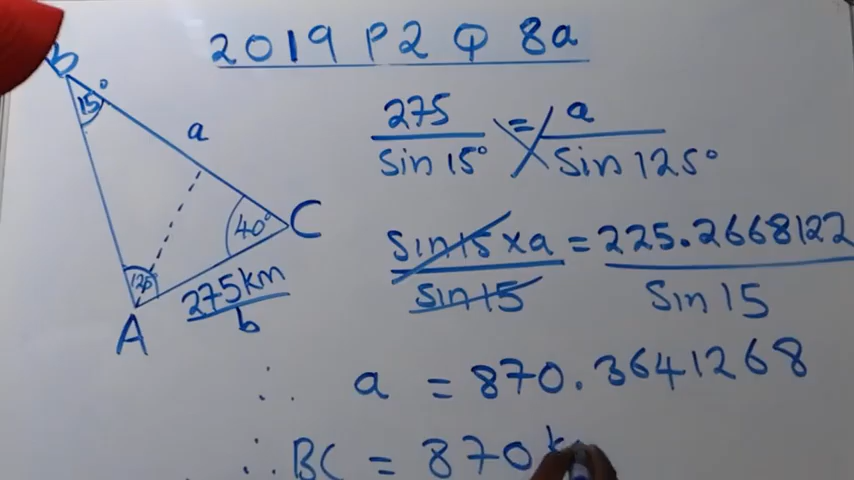 2019 P2 Q 8a
B
15°
a
40°
C
125°
275km
b
A
275 = a
Sin 15° Sin 125°
Sin 15 × a = 225.2668122
Sin 15 Sin 15
∴ a = 870.3641268
∴ BC = 870 k